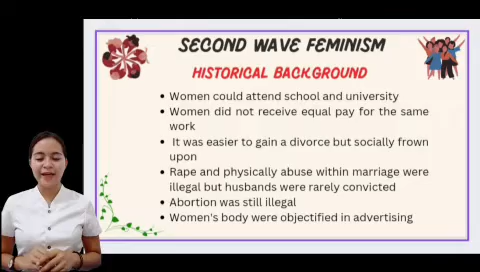 SECOND WAVE FEMINISM
HISTORICAL BACKGROUND
• Women could attend school and university
• Women did not receive equal pay for the same
work
• It was easier to gain a divorce but socially frown
upon
• Rape and physically abuse within marriage were
illegal but husbands were rarely convicted
• Abortion was still illegal
• Women's body were objectified in advertising